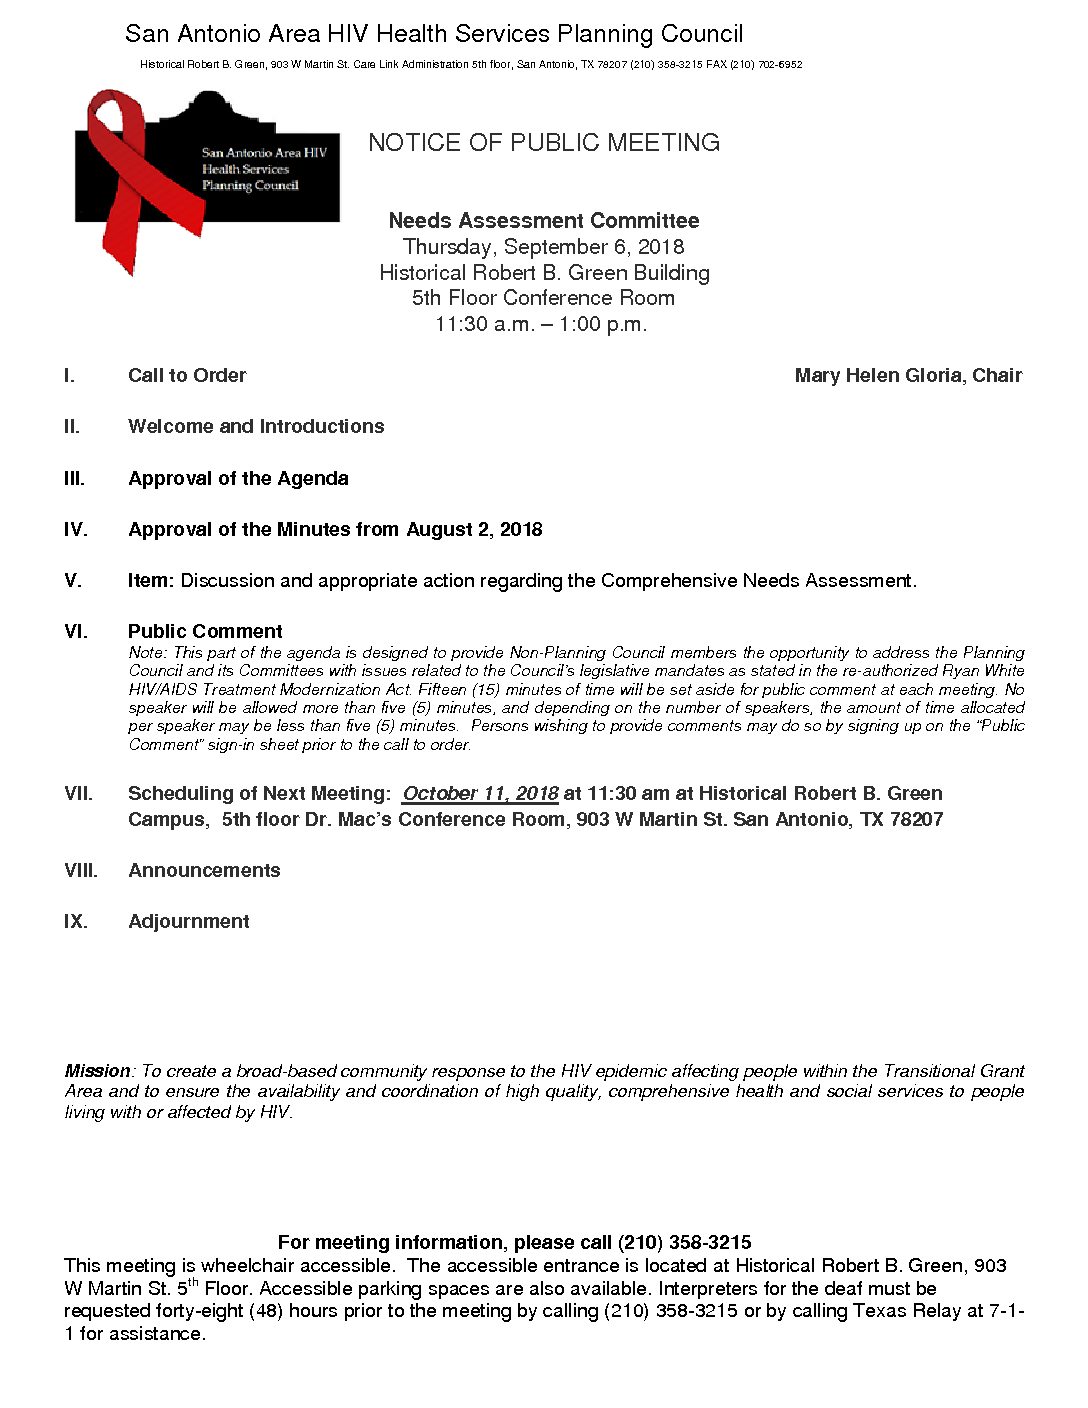 San Antonio Area HIV Health Services Planning Council
Historical Robert B. Green, 903 W Martin St. Care Link Administration 5th floor, San Antonio, TX 78207 (210) 358-3215 FAX (210) 702-6952
San Antonio Area HIV
Health Services
Planning Council
NOTICE OF PUBLIC MEETING
Needs Assessment Committee
Thursday, September 6, 2018
Historical Robert B. Green Building
5th Floor Conference Room
11:30 a.m. – 1:00 p.m.
I. Call to Order Mary Helen Gloria, Chair
II. Welcome and Introductions
III. Approval of the Agenda
IV. Approval of the Minutes from August 2, 2018
V. Item: Discussion and appropriate action regarding the Comprehensive Needs Assessment.
VI. Public Comment
Note: This part of the agenda is designed to provide Non-Planning Council members the opportunity to address the Planning
Council and its Committees with issues related to the Council's legislative mandates as stated in the re-authorized Ryan White
HIV/AIDS Treatment Modernization Act. Fifteen (15) minutes of time will be set aside for public comment at each meeting. No
speaker will be allowed more than five (5) minutes, and depending on the number of speakers, the amount of time allocated
per speaker may be less than five (5) minutes. Persons wishing to provide comments may do so by signing up on the “Public
Comment” sign-in sheet prior to the call to order.
VII. Scheduling of Next Meeting: October 11, 2018 at 11:30 am at Historical Robert B. Green
Campus, 5th floor Dr. Mac's Conference Room, 903 W Martin St. San Antonio, TX 78207
VIII. Announcements
IX. Adjournment
Mission: To create a broad-based community response to the HIV epidemic affecting people within the Transitional Grant
Area and to ensure the availability and coordination of high quality, comprehensive health and social services to people
living with or affected by HIV.
For meeting information, please call (210) 358-3215
This meeting is wheelchair accessible. The accessible entrance is located at Historical Robert B. Green, 903
W Martin St. 5th Floor. Accessible parking spaces are also available. Interpreters for the deaf must be
requested forty-eight (48) hours prior to the meeting by calling (210) 358-3215 or by calling Texas Relay at 7-1-
1 for assistance.